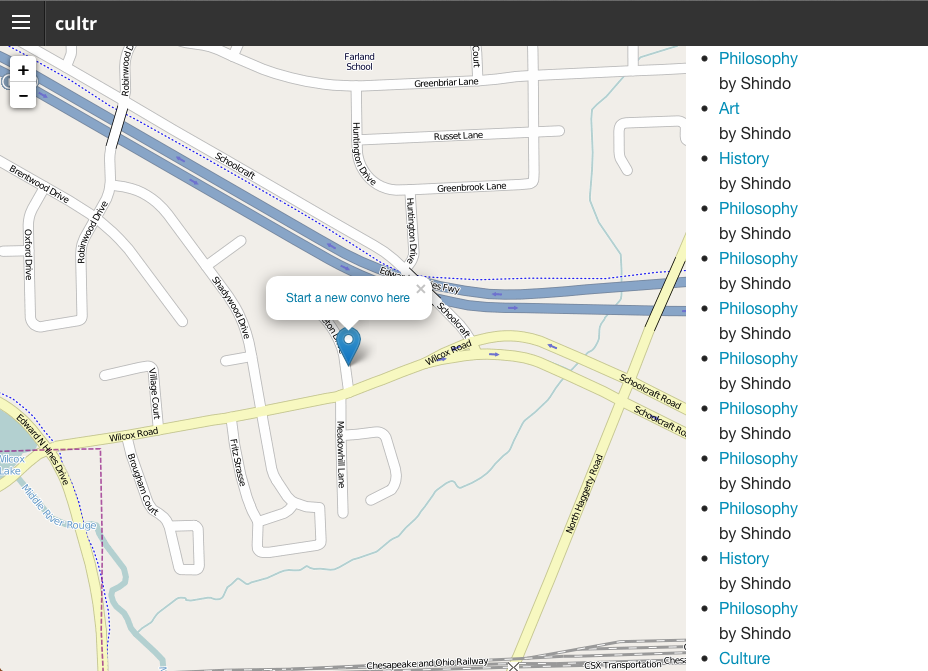 cultr
+
−
Farland
School
Court
Robinwood D
Greenbriar Lane
Huntington Drive
Russet Lane
Schoolcraft
Greenbrook Lane
Brentwood Drive
Robinwood Drive
Oxford Drive
Huntington Drive
Shadywood Drive
Edwa
es Fwy
Start a new convo here
×
Schoolcraft
Wilcox Road
Village Court
Schoolcraft Road
Schoolcraft Ro
Edward N Hines Drive
Wilcox Road
Meadowhill Lane
Fritz Strasse
Brougham Court
Wilcox
Lake
Middle River Rouge
North Haggerty Road
Chesapeake and Ohio Railway
CSX Transportation
Chesa
Philosophy
by Shindo
Art
by Shindo
History
by Shindo
Philosophy
by Shindo
Philosophy
by Shindo
Philosophy
by Shindo
Philosophy
by Shindo
Philosophy
by Shindo
Philosophy
by Shindo
Philosophy
by Shindo
History
by Shindo
Philosophy
by Shindo
Culture